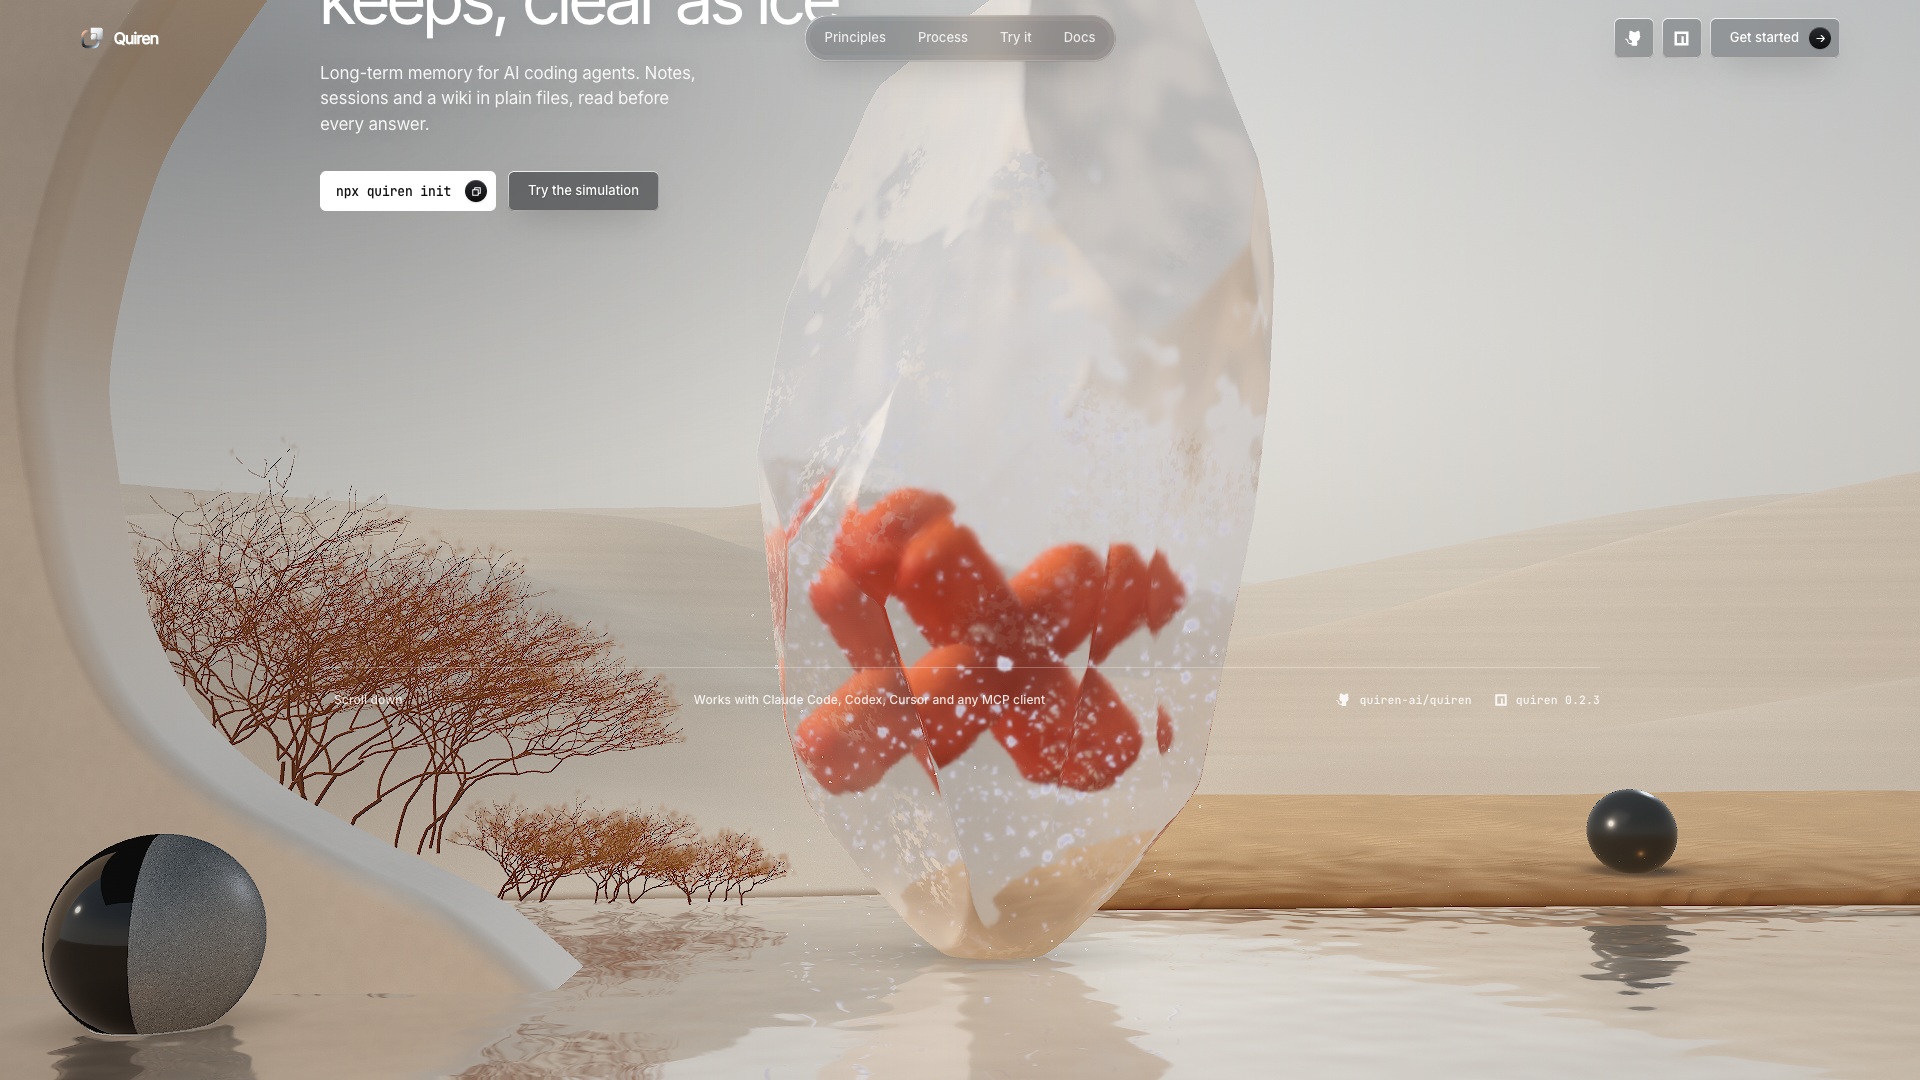 keeps, clear as ice
Quiren
Principles
Process
Try it
Docs
Get started
Long-term memory for AI coding agents. Notes,
sessions and a wiki in plain files, read before
every answer.
npx quiren init
Try the simulation
Scroll down
Works with Claude Code, Codex, Cursor and any MCP client
quiren-ai/quiren
quiren 0.2.3